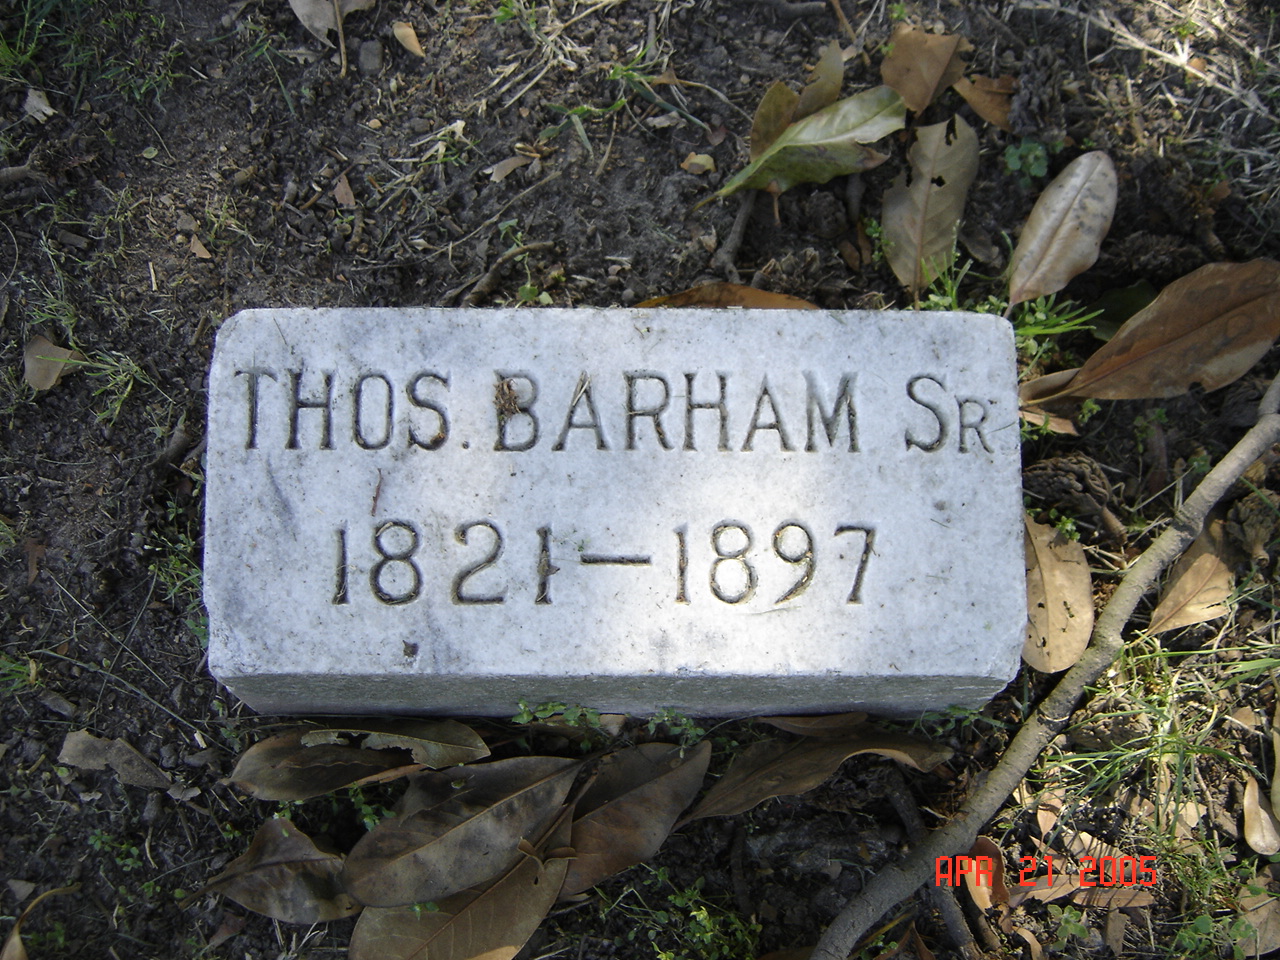 THOS. BARHAM SR.
1821-1897
APR 21 2005